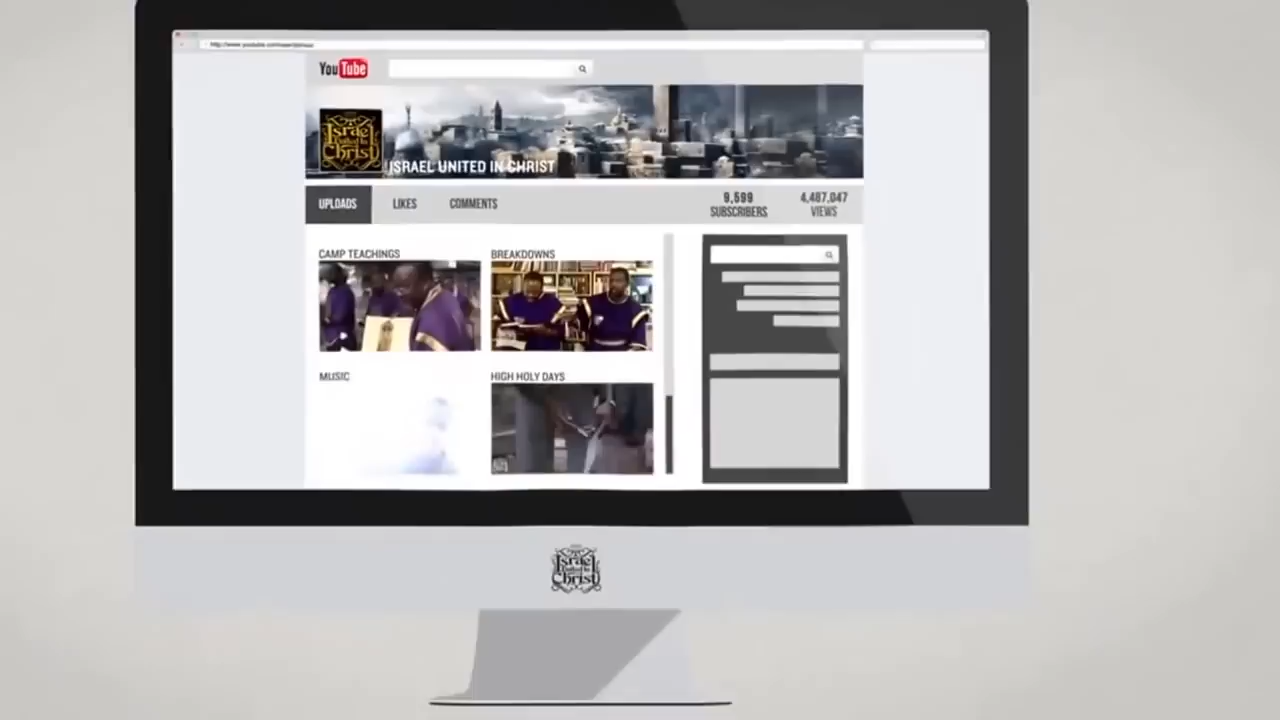 YouTube
Israel
United In
Christ
ISRAEL UNITED IN CHRIST
UPLOADS
LIKES
COMMENTS
9,599
SUBSCRIBERS
4,487,047
VIEWS
CAMP TEACHINGS
BREAKDOWNS
MUSIC
HIGH HOLY DAYS
Israel
United In
Christ